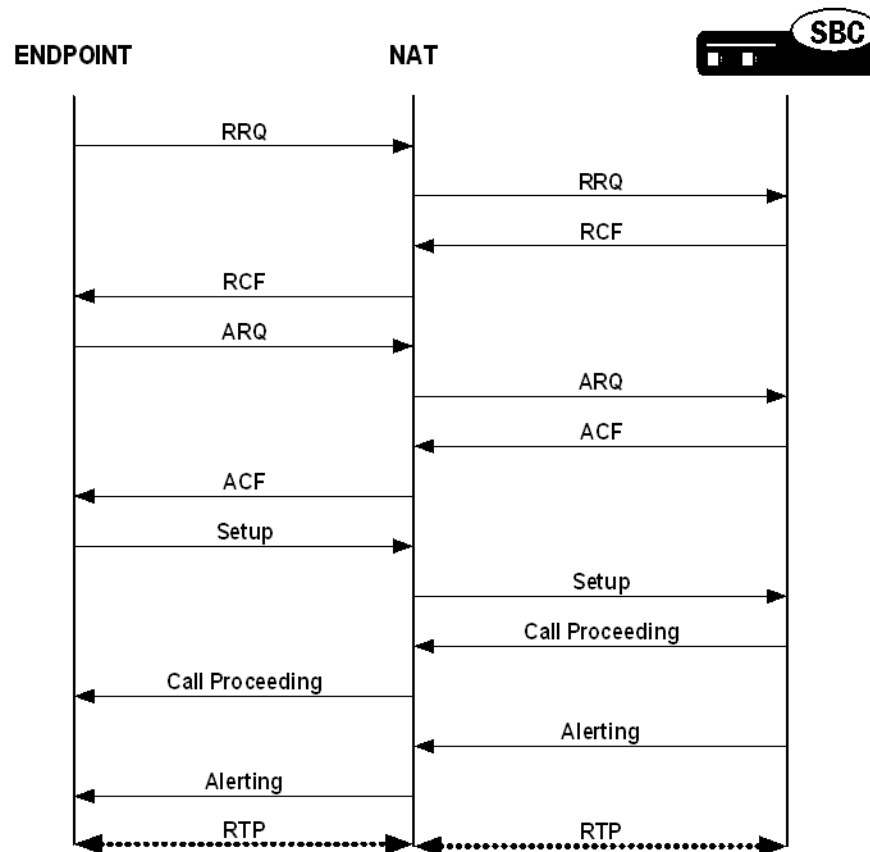 SBC
ENDPOINT
NAT
RRQ
RRQ
RCF
RCF
ARQ
ARQ
ACF
ACF
Setup
Setup
Call Proceeding
Call Proceeding
Alerting
Alerting
RTP
RTP